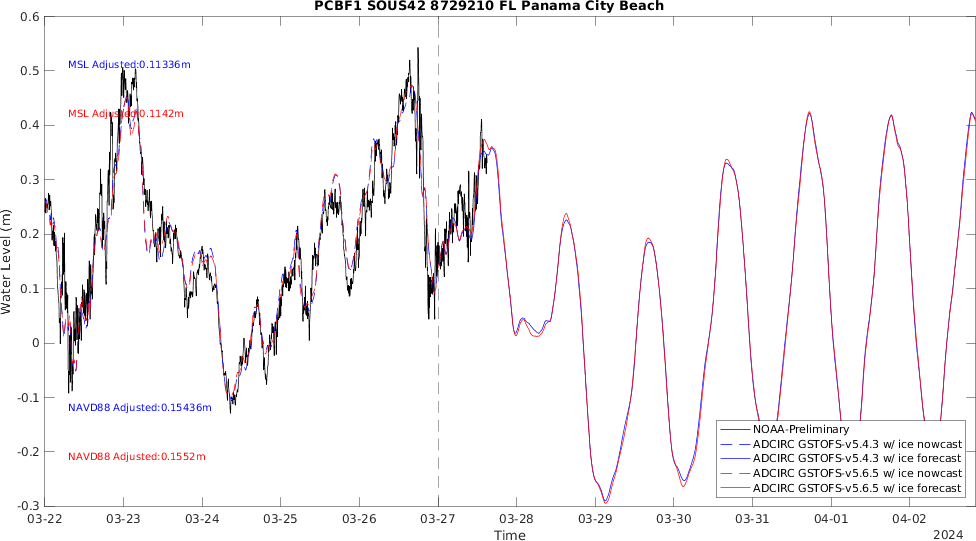 PCBF1 SOUS42 8729210 FL Panama City Beach
0.6
0.5
0.4
0.3
0.2
0.1
0
-0.1
-0.2
-0.3
Water Level (m)
MSL Adjusted:0.11336m
MSL Adjusted:0.1142m
NAVD88 Adjusted:0.15436m
NAVD88 Adjusted:0.1552m
NOAA-Preliminary
ADCIRC GSTOFS-v5.4.3 w/ ice nowcast
ADCIRC GSTOFS-v5.4.3 w/ ice forecast
ADCIRC GSTOFS-v5.6.5 w/ ice nowcast
ADCIRC GSTOFS-v5.6.5 w/ ice forecast
03-22 03-23 03-24 03-25 03-26 03-27 03-28 03-29 03-30 03-31 04-01 04-02
Time
2024